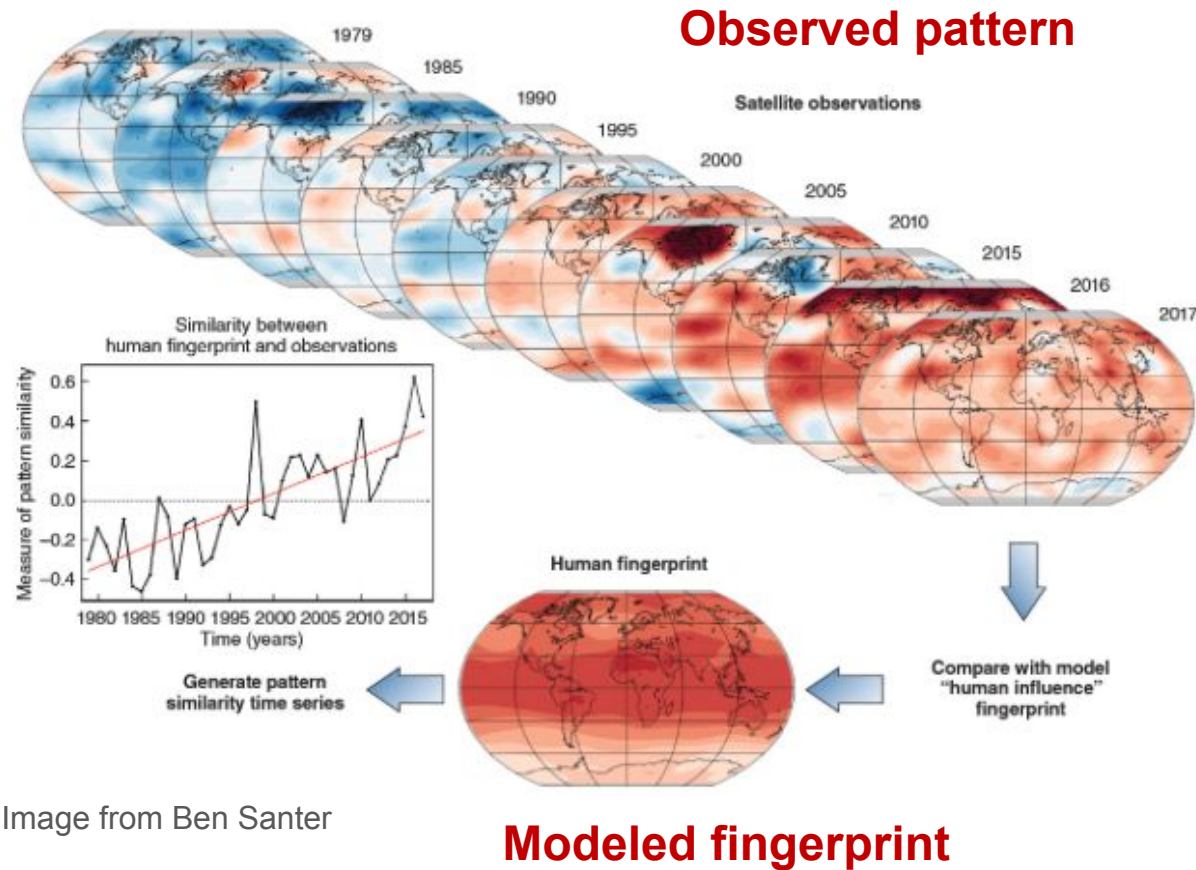 Observed pattern
1979
1985
1990
1995
2000
2005
2010
2015
2016
2017
Satellite observations
Similarity between
human fingerprint and observations
Measure of pattern similarity
0.6
0.4
0.2
0.0
−0.2
−0.4
1980 1985 1990 1995 2000 2005 2010 2015
Time (years)
Human fingerprint
Compare with model
“human influence”
fingerprint
Generate pattern
similarity time series
Image from Ben Santer
Modeled fingerprint